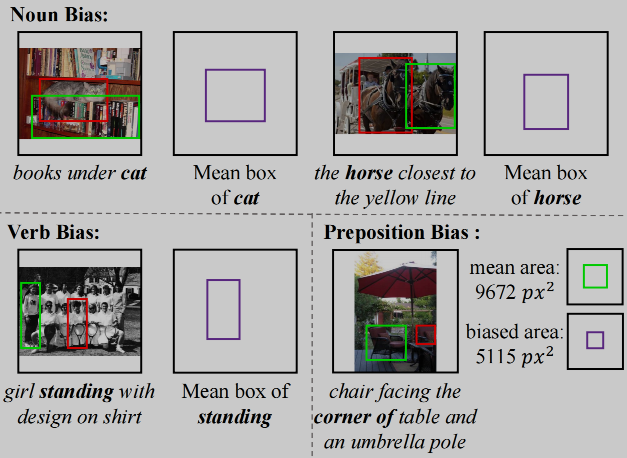 Noun Bias:
books under cat
Mean box
of cat
the horse closest to
the yellow line
Mean box
of horse
Verb Bias:
girl standing with
design on shirt
Mean box of
standing
Preposition Bias :
chair facing the
corner of table and
an umbrella pole
mean area:
9672 px²
biased area:
5115 px²